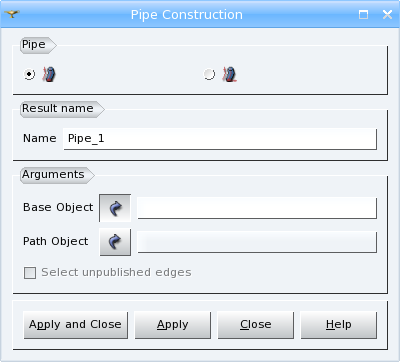 Pipe Construction
Pipe
Result name
Name Pipe_1
Arguments
Base Object
Path Object
Select unpublished edges
Apply and Close Apply Close Help